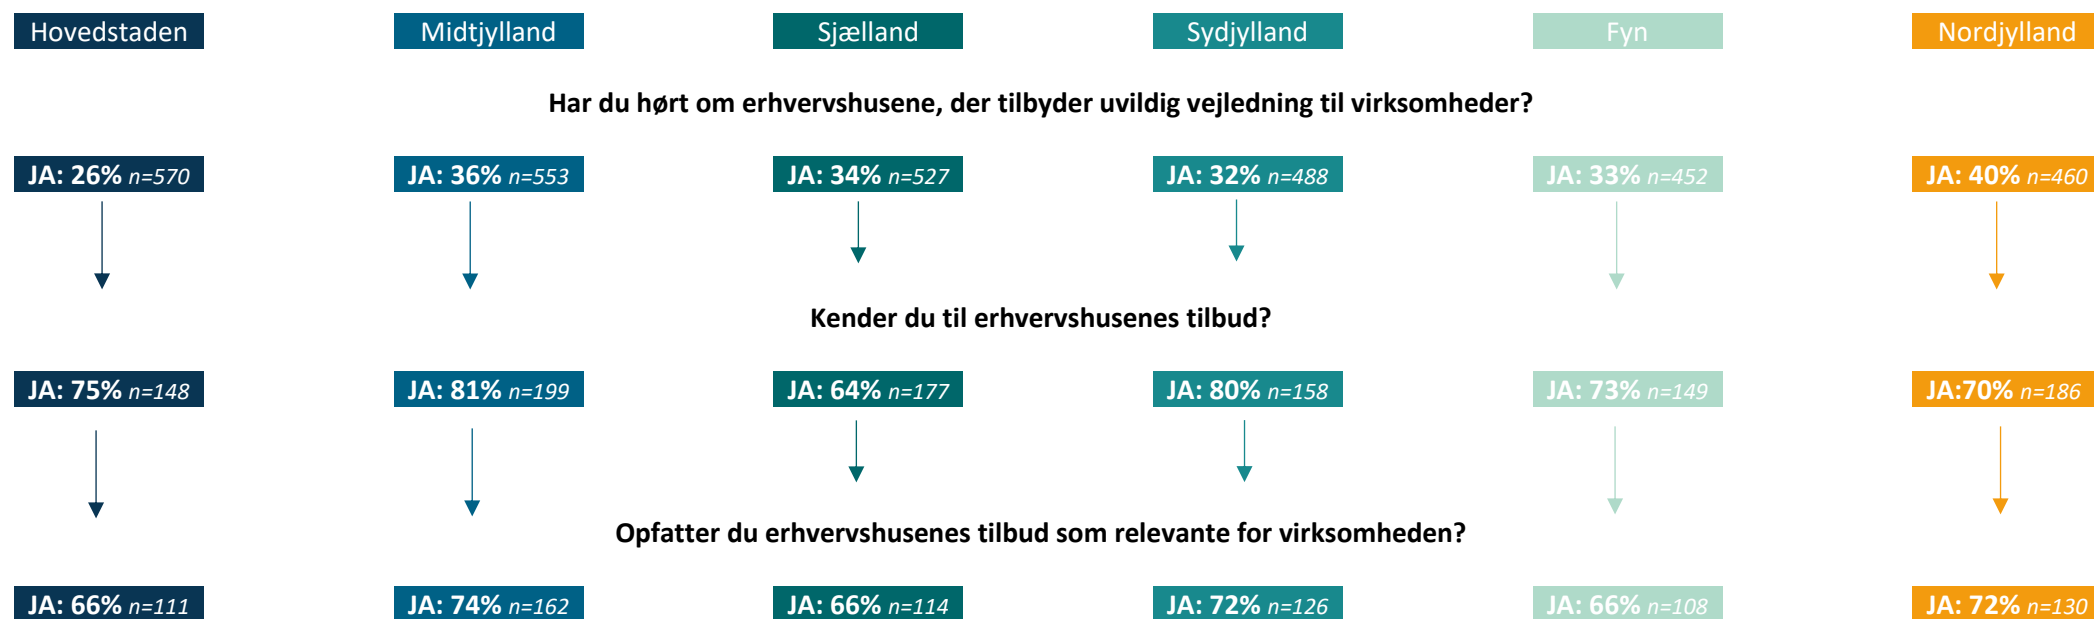 Hovedstaden Midtjylland Sjælland Sydjylland Fyn Nordjylland
Har du hørt om erhvervshusene, der tilbyder uvildig vejledning til virksomheder?
JA: 26% n=570 JA: 36% n=553 JA: 34% n=527 JA: 32% n=488 JA: 33% n=452 JA: 40% n=460
Kender du til erhvervshusenes tilbud?
JA: 75% n=148 JA: 81% n=199 JA: 64% n=177 JA: 80% n=158 JA: 73% n=149 JA:70% n=186
Opfatter du erhvervshusenes tilbud som relevante for virksomheden?
JA: 66% n=111 JA: 74% n=162 JA: 66% n=114 JA: 72% n=126 JA: 66% n=108 JA: 72% n=130